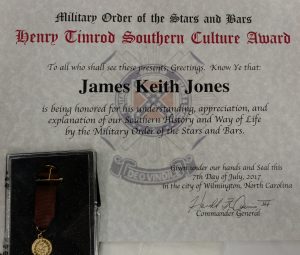 Military Order of the Stars and Bars
Henry Timrod Southern Culture Award
To all who shall see these presents; Greetings. Know Ye that:
James Keith Jones
is being honored for his understanding, appreciation, and
explanation of our Southern History and Way of Life
by the Military Order of the Stars and Bars.
DEO VINDICE
Given under our hands and Seal this
7th Day of July, 2017
in the city of Wilmington, North Carolina
Commander General